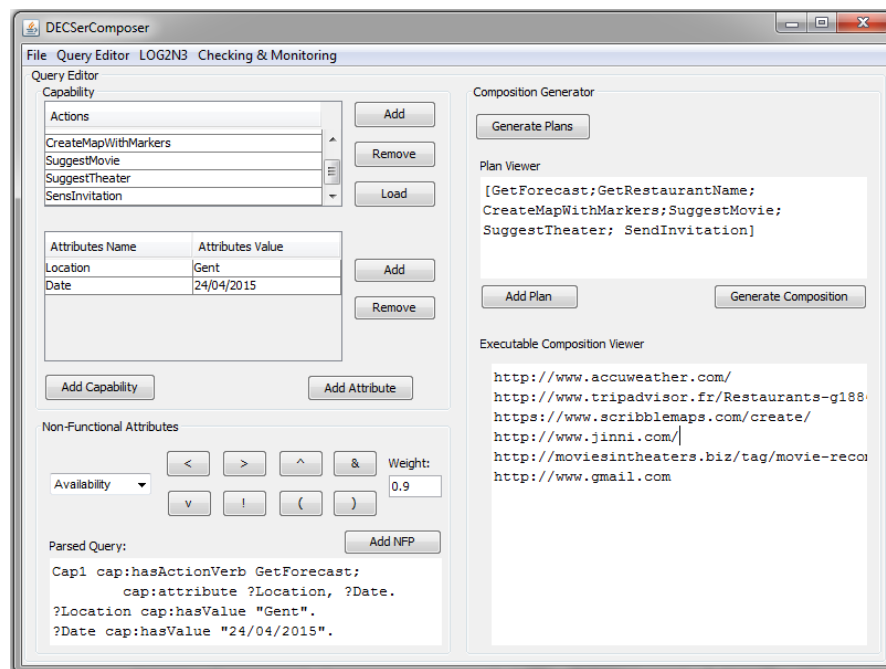 DECSerComposer
File Query Editor LOG2N3 Checking & Monitoring
Query Editor
Capability
Actions
CreateMapWithMarkers
SuggestMovie
SuggestTheater
SensInvitation
Add
Remove
Load
Attributes Name Attributes Value
Location Gent
Date 24/04/2015
Add
Remove
Add Capability
Add Attribute
Non-Functional Attributes
Availability
< > ^ &
v ! ( )
Weight:
0.9
Add NFP
Parsed Query:
Cap1 cap:hasActionVerb GetForecast;
cap:attribute ?Location, ?Date.
?Location cap:hasValue "Gent".
?Date cap:hasValue "24/04/2015".
Composition Generator
Generate Plans
Plan Viewer
[GetForecast;GetRestaurantName;
CreateMapWithMarkers;SuggestMovie;
SuggestTheater; SendInvitation]
Add Plan
Generate Composition
Executable Composition Viewer
http://www.accuweather.com/
http://www.tripadvisor.fr/Restaurants-g188
https://www.scribblemaps.com/create/
http://www.jinni.com/
http://moviesintheaters.biz/tag/movie-reco
http://www.gmail.com